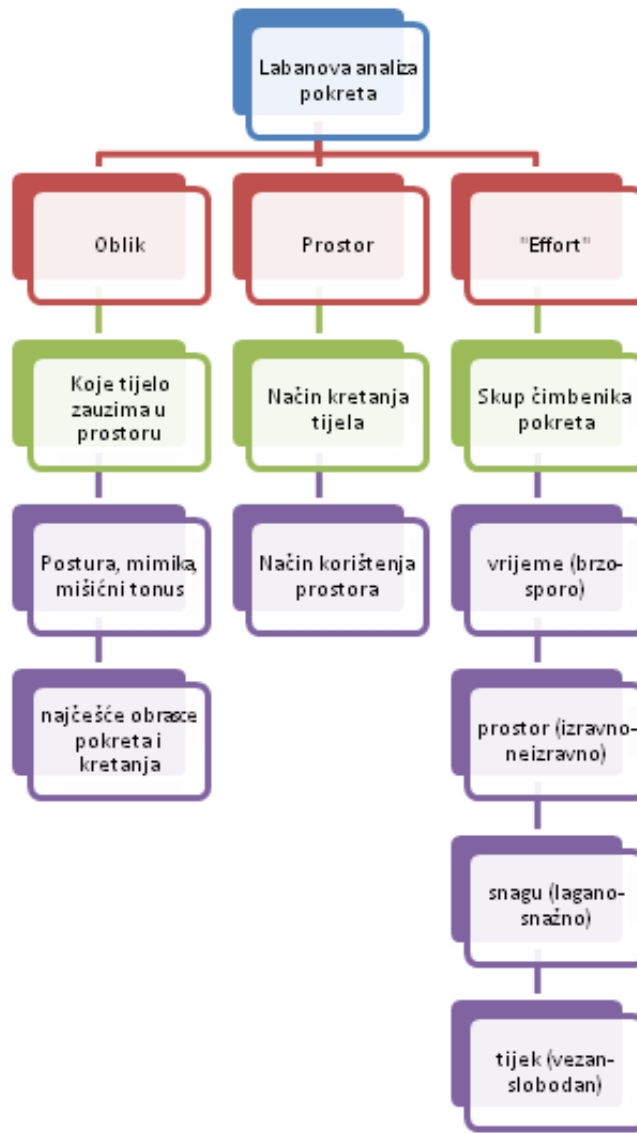 Labanova analiza
pokreta
Oblik
Prostor
"Effort"
Koje tijelo
zauzima u
prostoru
Način kretanja
tijela
Skup čimbenika
pokreta
Postura, mimika,
mišićni tonus
Način korištenja
prostora
vrijeme (brzo-
sporo)
najčešće obrasce
pokreta i
kretanja
prostor (izravno-
neizravno)
snagu (lagano-
snažno)
tijek (vezan-
slobodan)